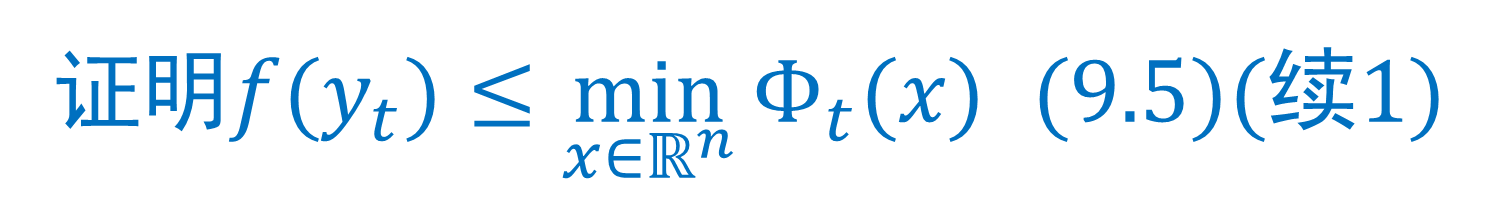 证明f(y_t) ≤ min_{x∈ℝ^n} Φ_t(x) (9.5)(续1)